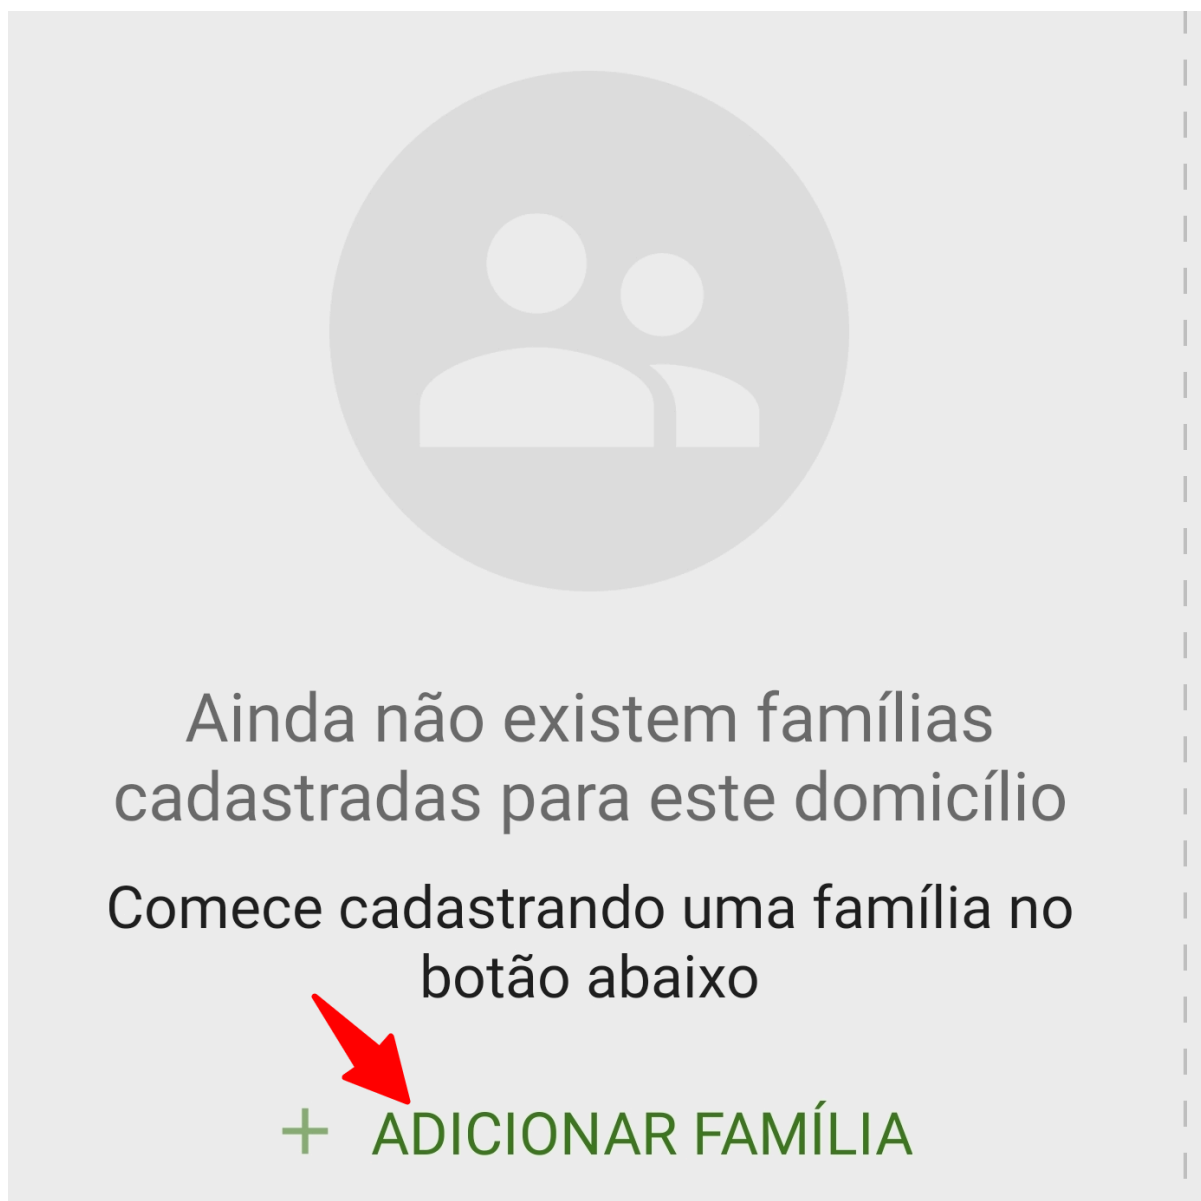 Ainda não existem famílias
cadastradas para este domicílio
Comece cadastrando uma família no
botão abaixo
+ ADICIONAR FAMÍLIA